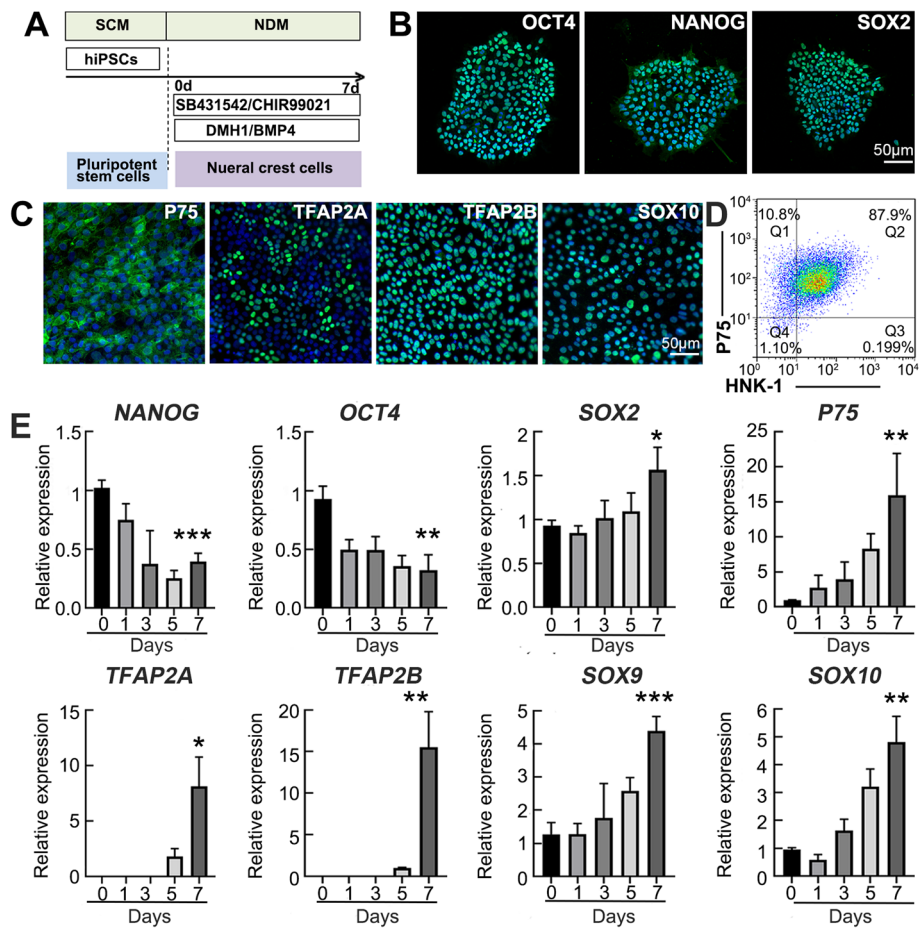 A
SCM NDM
hiPSCs
0d 7d
SB431542/CHIR99021
DMH1/BMP4
Pluripotent
stem cells
Nueral crest cells
B
OCT4 NANOG SOX2
50μm
C
P75 TFAP2A TFAP2B SOX10
50μm
D
10⁴
10³
10²
10¹
10.8%
Q1
87.9%
Q2
Q4
1.10%
Q3
0.199%
10⁰ 10¹ 10² 10³ 10⁴
P75
HNK-1
E
NANOG
Relative expression
1.5
1
0.5
0.0
***
0 1 3 5 7
Days
OCT4
Relative expression
1.5
1
0.5
0.0
**
0 1 3 5 7
Days
SOX2
Relative expression
2
1.5
1
0.5
0.0
*
0 1 3 5 7
Days
P75
Relative expression
25
20
15
10
5
0
**
0 1 3 5 7
Days
TFAP2A
Relative expression
15
10
5
0
*
0 1 3 5 7
Days
TFAP2B
Relative expression
20
15
10
5
0
**
0 1 3 5 7
Days
SOX9
Relative expression
5
4
3
2
1
0
***
0 1 3 5 7
Days
SOX10
Relative expression
6
5
4
3
2
1
0
**
0 1 3 5 7
Days